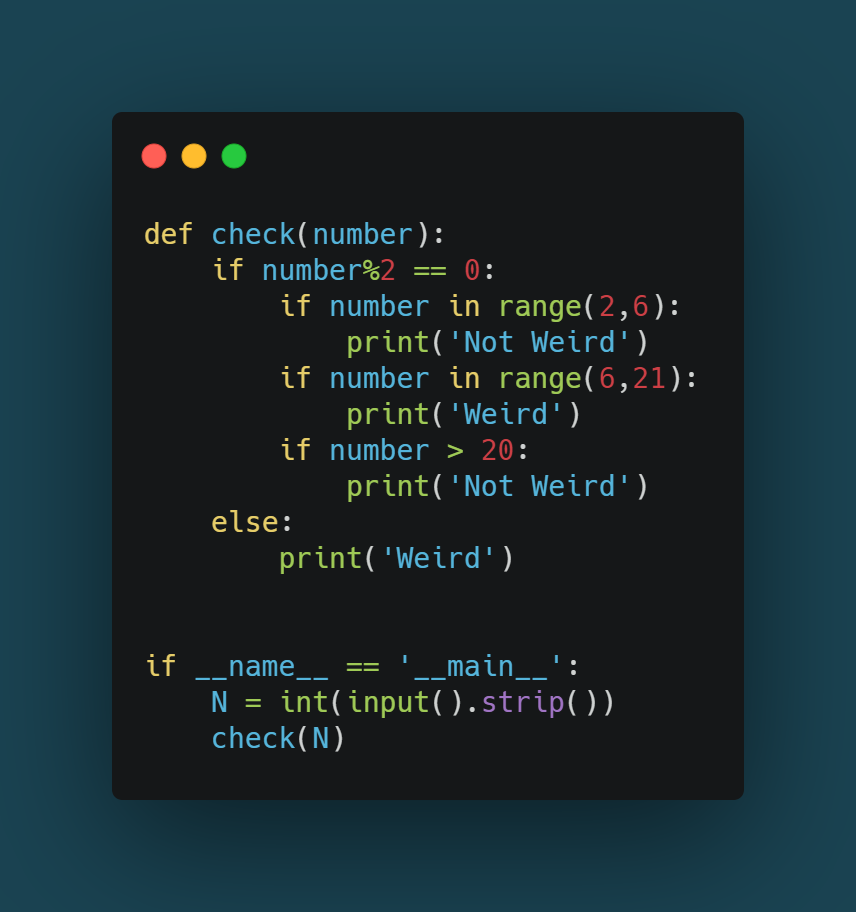 def check(number):
    if number%2 == 0:
        if number in range(2,6):
            print('Not Weird')
        if number in range(6,21):
            print('Weird')
        if number > 20:
            print('Not Weird')
    else:
        print('Weird')


if __name__ == '__main__':
    N = int(input().strip())
    check(N)